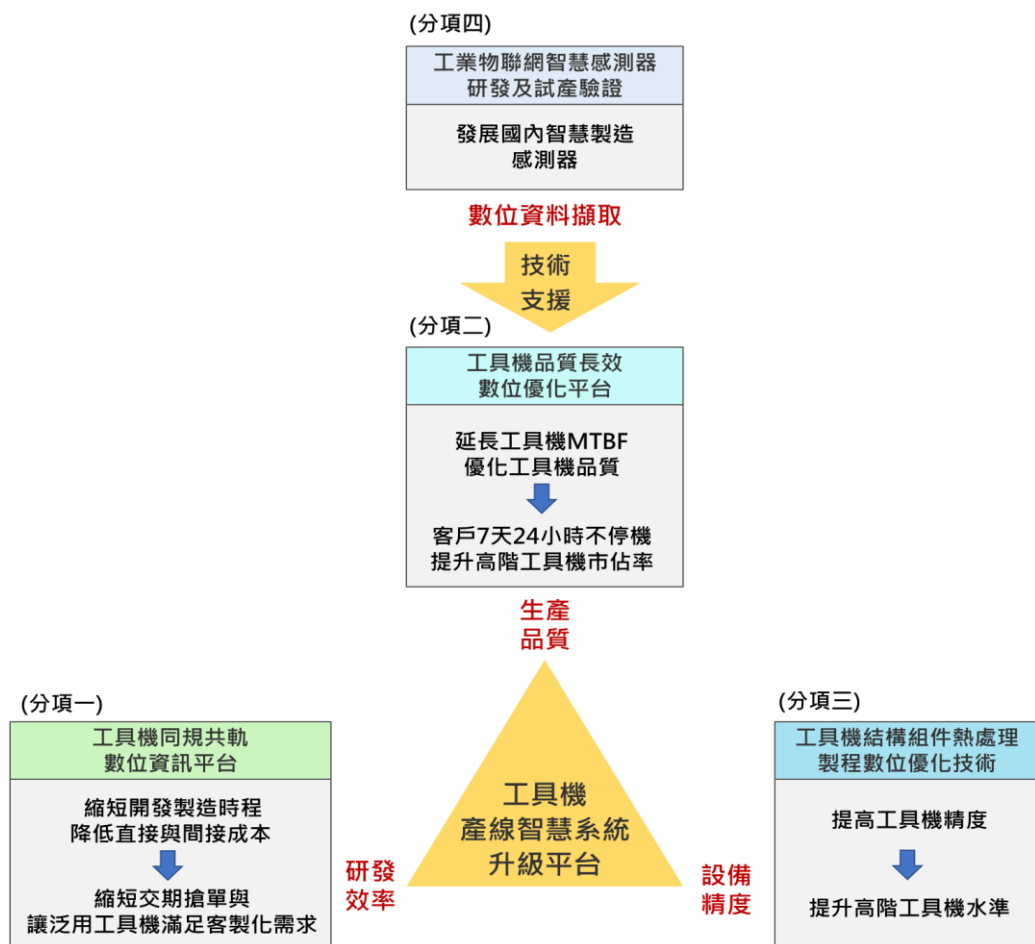 (分項四)
工業物聯網智慧感測器
研發及試產驗證
發展國內智慧製造
感測器
數位資料擷取
技術
支援
(分項二)
工具機品質長效
數位優化平台
延長工具機MTBF
優化工具機品質
客戶7天24小時不停機
提升高階工具機市佔率
生產
品質
(分項一)
工具機同規共軌
數位資訊平台
縮短開發製造時程
降低直接與間接成本
縮短交期搶單與
讓泛用工具機滿足客製化需求
研發
效率
工具機
產線智慧系統
升級平台
設備
精度
(分項三)
工具機結構組件熱處理
製程數位優化技術
提高工具機精度
提升高階工具機水準